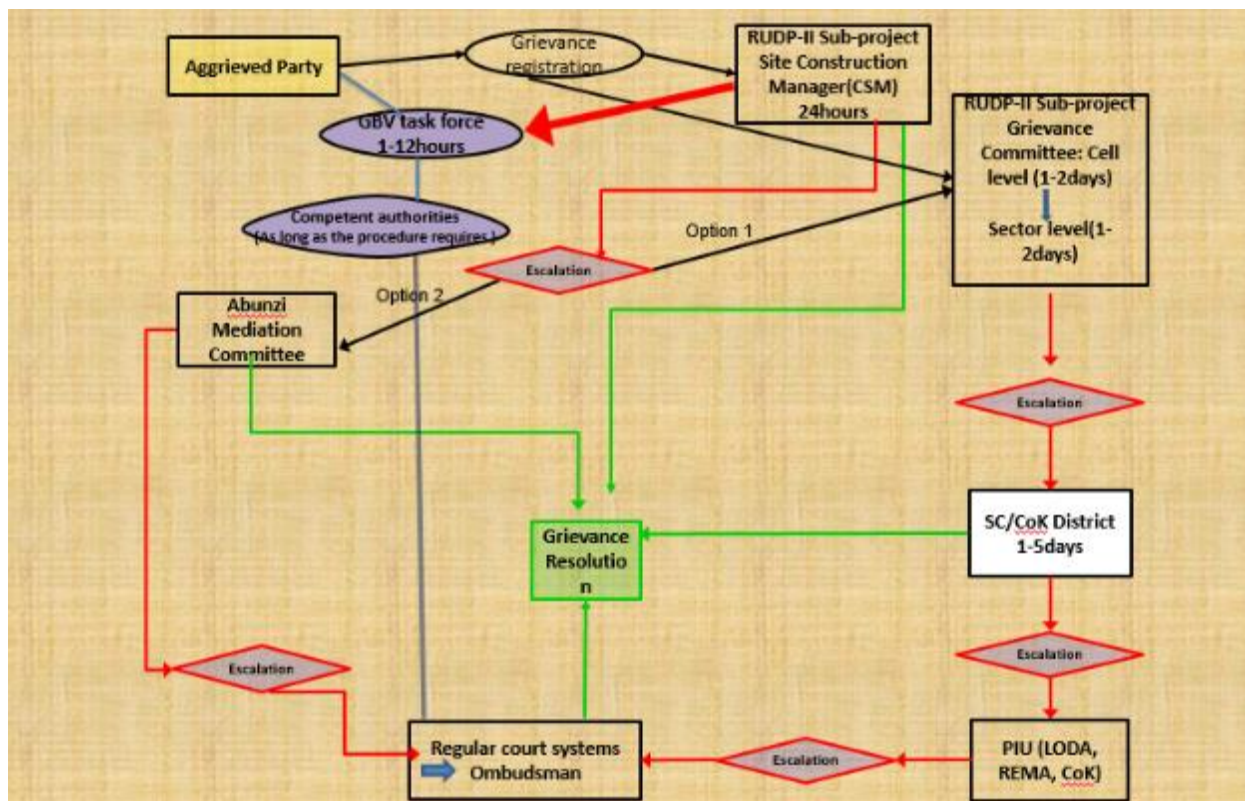 Aggrieved Party
Grievance
registration
RUDP-II Sub-project
Site Construction
Manager(CSM)
24hours
GBV task force
1-12hours
RUDP-II Sub-project
Grievance
Committee: Cell
level (1-2days)
Sector level(1-
2days)
Competent authorities
(As long as the procedure requires )
Option 1
Escalation
Option 2
Abunzi
Mediation
Committee
Escalation
SC/CoK District
1-5days
Grievance
Resolutio
n
Escalation
Escalation
Regular court systems
Ombudsman
Escalation
PIU (LODA,
REMA, CoK)